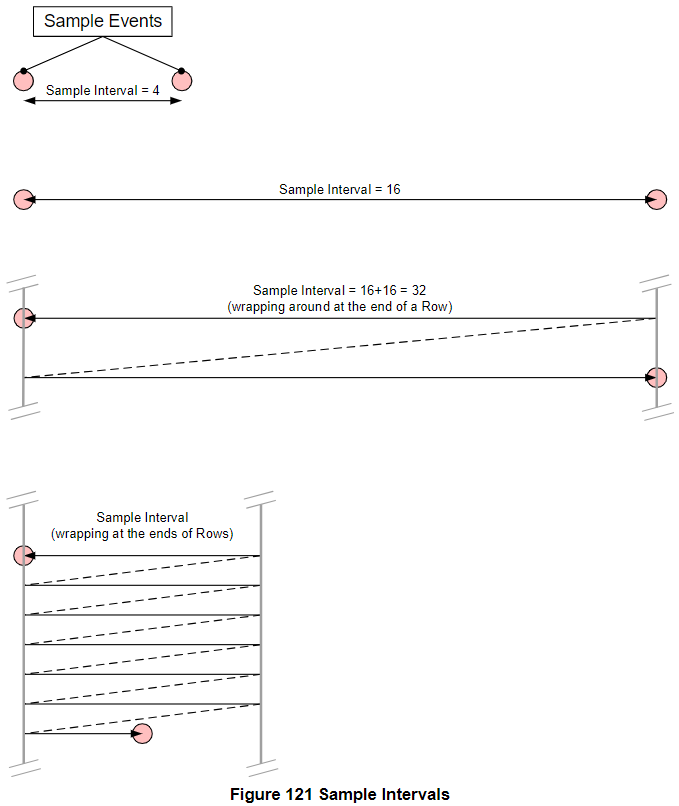 Sample Events
Sample Interval = 4
Sample Interval = 16
Sample Interval = 16+16 = 32
(wrapping around at the end of a Row)
Sample Interval
(wrapping at the ends of Rows)
Figure 121 Sample Intervals